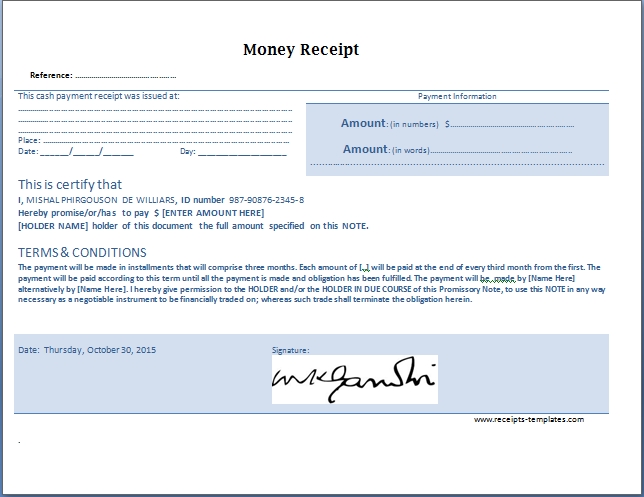 Money Receipt
Reference: ...............................................
This cash payment receipt was issued at:
Payment Information
Amount: (in numbers) $..........................................................
Place: ...............................................................................................
Date: ______/______/_______ Day: _____________________
Amount: (in words)....................................................................
This is certify that
I, MISHAL PHIRGOUSON DE WILLIARS, ID number 987-90876-2345-8
Hereby promise/or/has to pay $ [ENTER AMOUNT HERE]
[HOLDER NAME] holder of this document the full amount specified on this NOTE.
TERMS & CONDITIONS
The payment will be made in installments that will comprise three months. Each amount of [,,] will be paid at the end of every third month from the first. The
payment will be paid according to this term until all the payment is made and obligation has been fulfilled. The payment will be made by [Name Here]
alternatively by [Name Here]. I hereby give permission to the HOLDER and/or the HOLDER IN DUE COURSE of this Promissory Note, to use this NOTE in any way
necessary as a negotiable instrument to be financially traded on; whereas such trade shall terminate the obligation herein.
Date: Thursday, October 30, 2015
Signature:
mkgandhi
www.receipts-templates.com